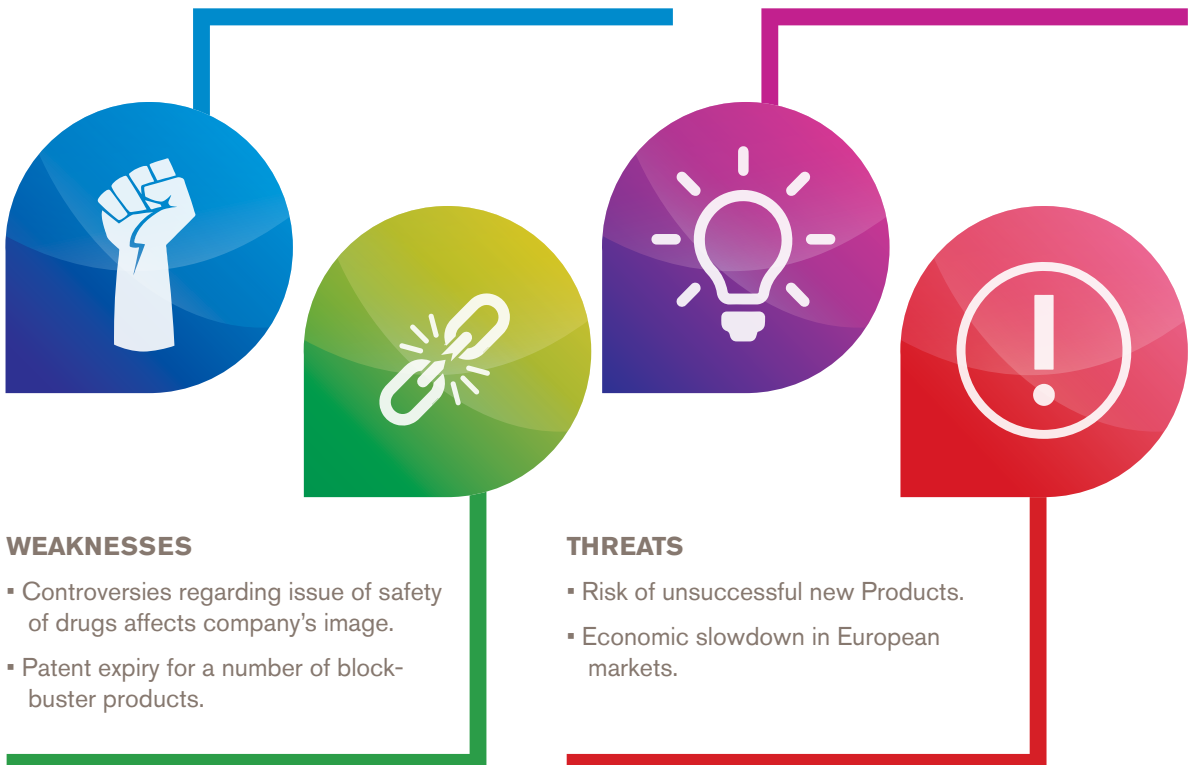 WEAKNESSES
▪ Controversies regarding issue of safety
of drugs affects company’s image.
▪ Patent expiry for a number of block-
buster products.
THREATS
▪ Risk of unsuccessful new Products.
▪ Economic slowdown in European
markets.